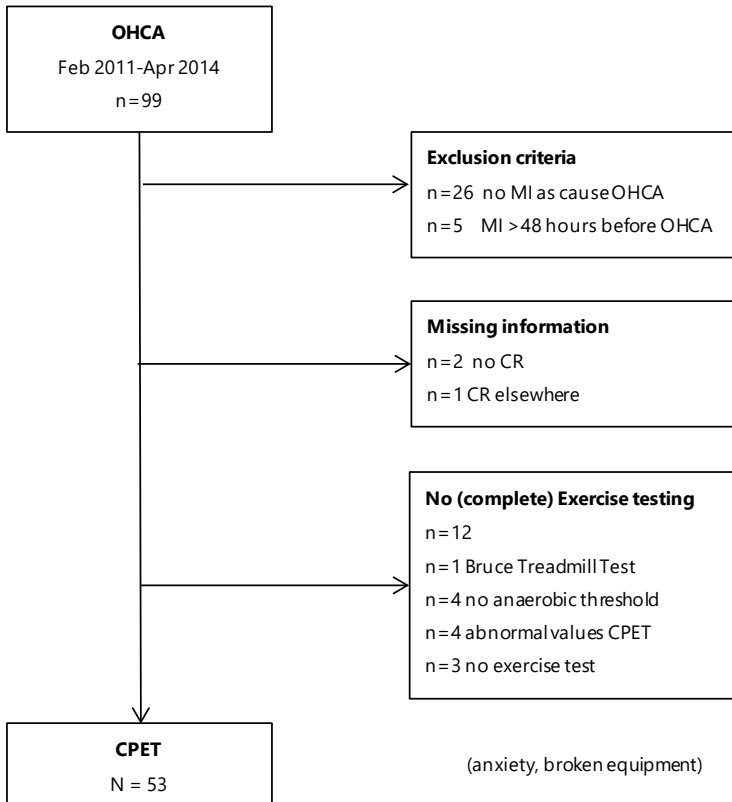 OHCA
Feb 2011-Apr 2014
n=99
Exclusion criteria
n=26 no MI as cause OHCA
n=5 MI >48 hours before OHCA
Missing information
n=2 no CR
n=1 CR elsewhere
No (complete) Exercise testing
n=12
n=1 Bruce Treadmill Test
n=4 no anaerobic threshold
n=4 abnormal values CPET
n=3 no exercise test
CPET
N = 53
(anxiety, broken equipment)